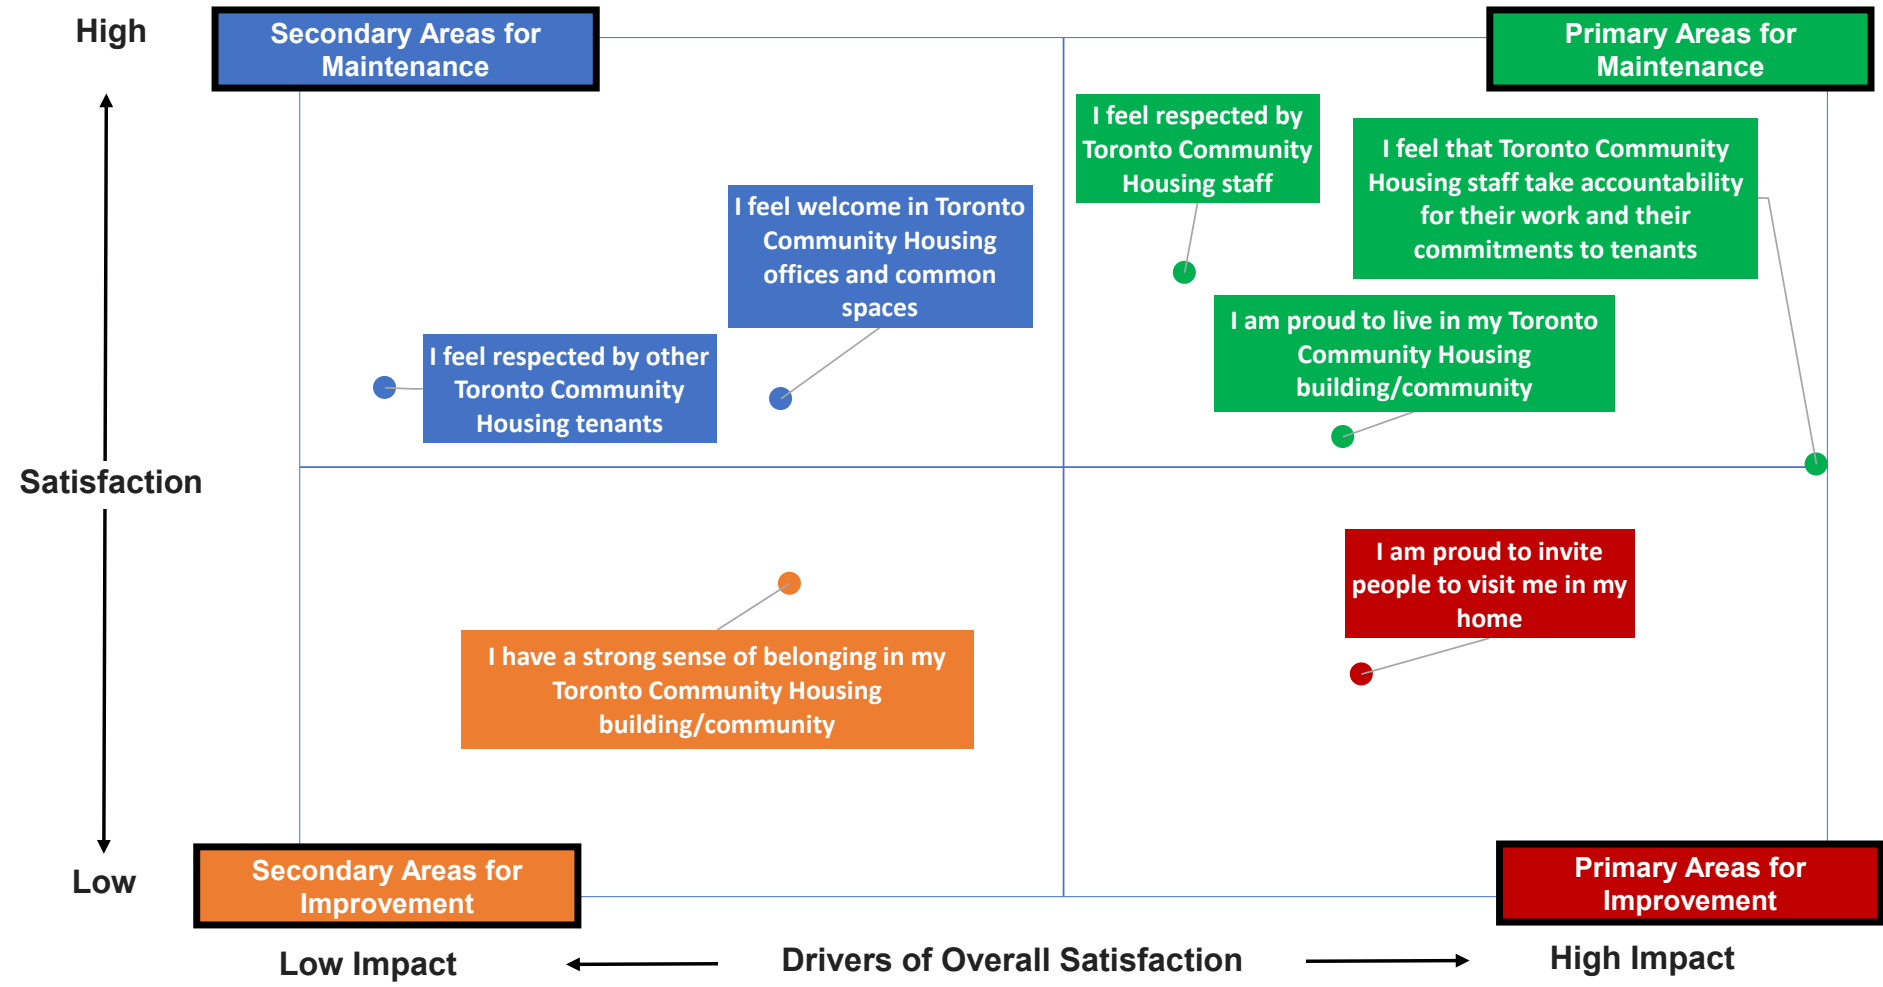 High
Secondary Areas for
Maintenance
Primary Areas for
Maintenance
I feel respected by
Toronto Community
Housing staff
I feel that Toronto Community
Housing staff take accountability
for their work and their
commitments to tenants
I feel welcome in Toronto
Community Housing
offices and common
spaces
I am proud to live in my Toronto
Community Housing
building/community
I feel respected by other
Toronto Community
Housing tenants
Satisfaction
I am proud to invite
people to visit me in my
home
I have a strong sense of belonging in my
Toronto Community Housing
building/community
Low
Secondary Areas for
Improvement
Primary Areas for
Improvement
Low Impact
Drivers of Overall Satisfaction
High Impact